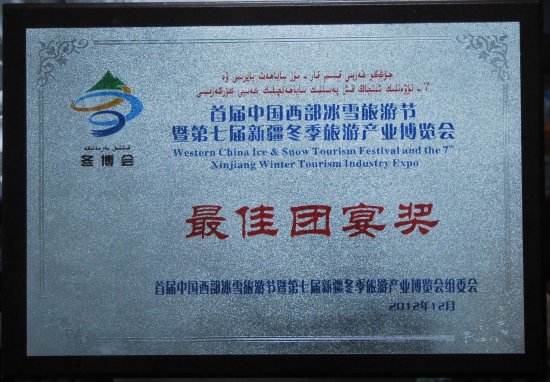 首届中国西部冰雪旅游节
暨第七届新疆冬季旅游产业博览会
Western China Ice & Snow Tourism Festival and the 7th
Xinjiang Winter Tourism Industry Expo
冬博会
最佳团宴奖
首届中国西部冰雪旅游节暨第七届新疆冬季旅游产业博览会组委会
2012年12月